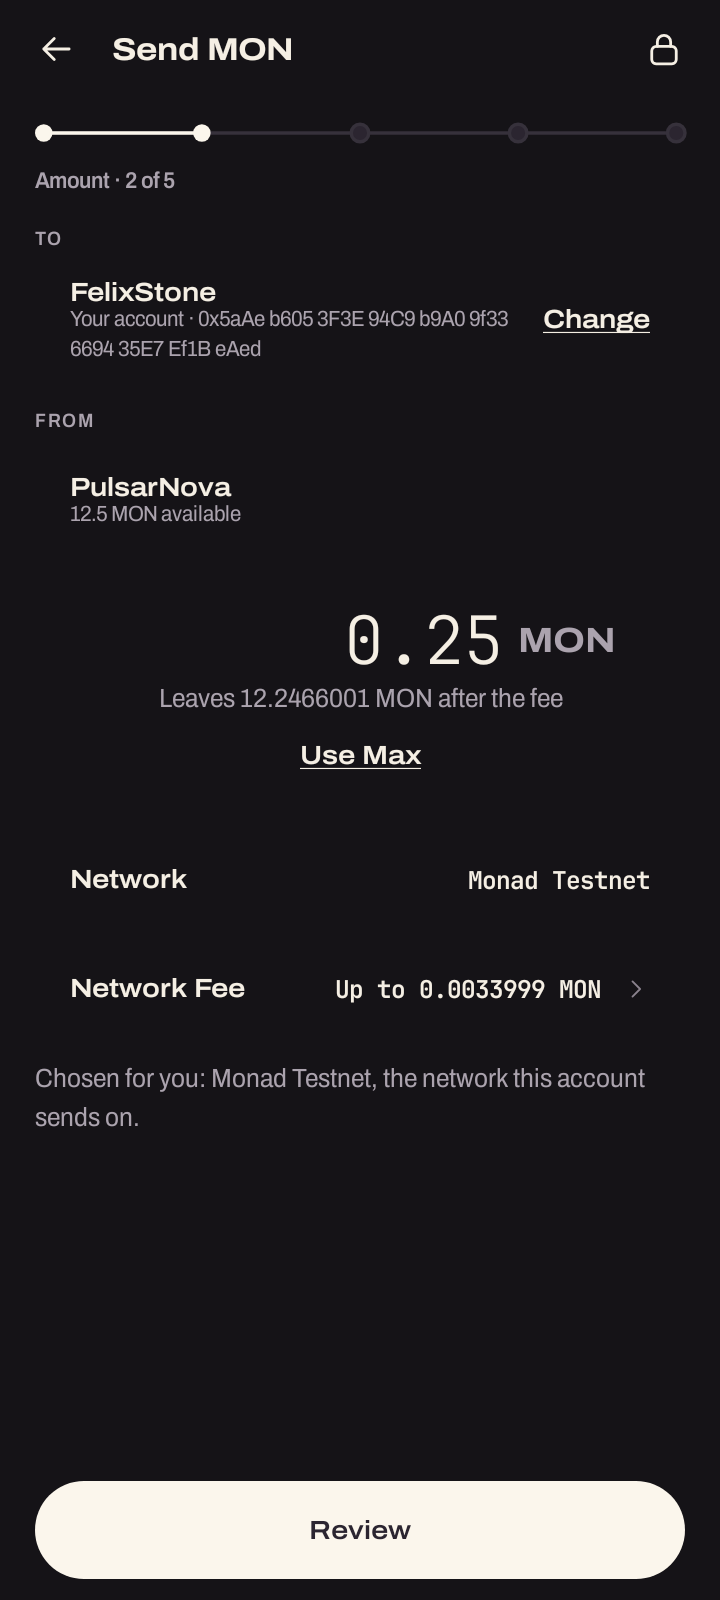 Send MON
Amount · 2 of 5
TO
FelixStone
Your account · 0x5aAe b605 3F3E 94C9 b9A0 9f33
6694 35E7 Ef1B eAed
Change
FROM
PulsarNova
12.5 MON available
0.25 MON
Leaves 12.2466001 MON after the fee
Use Max
Network
Monad Testnet
Network Fee
Up to 0.0033999 MON
Chosen for you: Monad Testnet, the network this account
sends on.
Review